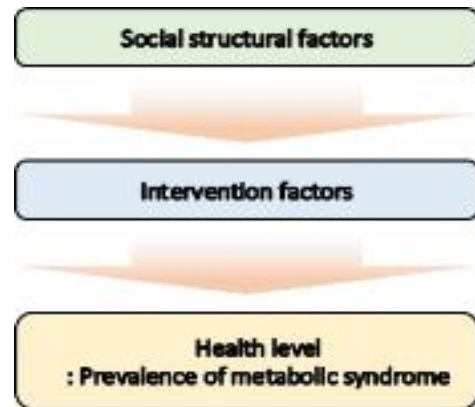 Social structural factors
Intervention factors
Health level
: Prevalence of metabolic syndrome